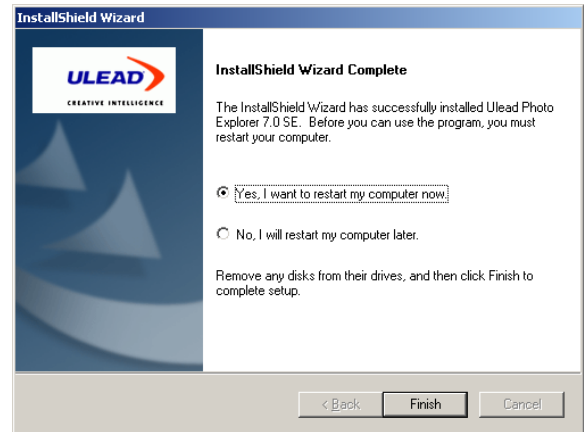 InstallShield Wizard
ULEAD
CREATIVE INTELLIGENCE
InstallShield Wizard Complete
The InstallShield Wizard has successfully installed Ulead Photo
Explorer 7.0 SE. Before you can use the program, you must
restart your computer.
Yes, I want to restart my computer now.
No, I will restart my computer later.
Remove any disks from their drives, and then click Finish to
complete setup.
< Back Finish Cancel